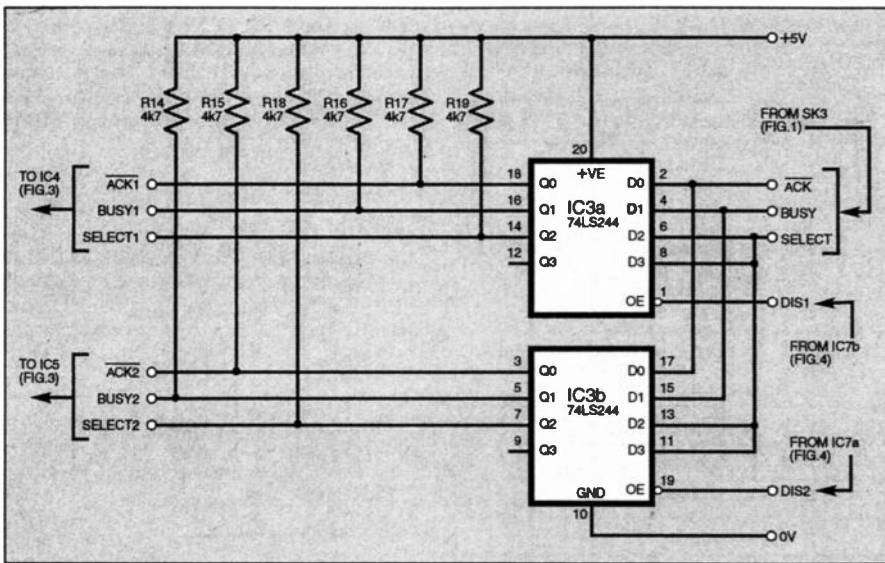 +5V
R14 4k7
R15 4k7
R18 4k7
R16 4k7
R17 4k7
R19 4k7
FROM SK3
(FIG.1)
TO IC4
(FIG.3)
ACK1
BUSY1
SELECT1
18 Q0
16 Q1
14 Q2
12 Q3
20
+VE
IC3a
74LS244
D0 2
D1 4
D2 6
D3 8
OE 1
ACK
BUSY
SELECT
DIS1
FROM IC7b
(FIG.4)
TO IC5
(FIG.3)
ACK2
BUSY2
SELECT2
3 Q0
5 Q1
7 Q2
9 Q3
IC3b
74LS244
GND
10
D0 17
D1 15
D2 13
D3 11
OE 19
FROM IC7a
(FIG.4)
DIS2
0V